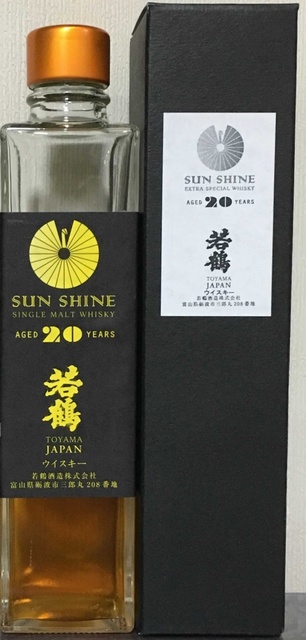 SUN SHINE
SINGLE MALT WHISKY
AGED 20 YEARS
若鶴
TOYAMA
JAPAN
ウイスキー
若鶴酒造株式会社
富山県砺波市三郎丸208番地
SUN SHINE
EXTRA SPECIAL WHISKY
AGED 20 YEARS
若鶴
TOYAMA
JAPAN
ウイスキー
若鶴酒造株式会社
富山県砺波市三郎丸208番地